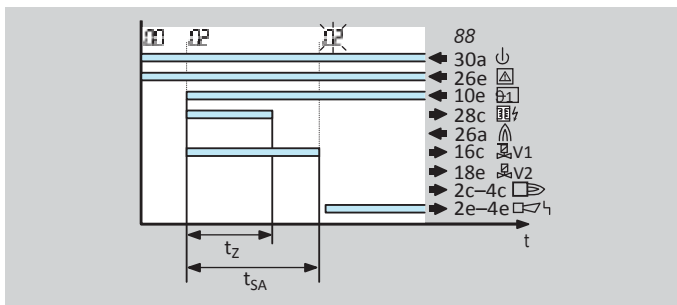 00 02 02 88
30a
26e
10e ϑ1
28c
26a
16c V1
18e V2
2c–4c
2e–4e
t
tZ
tSA